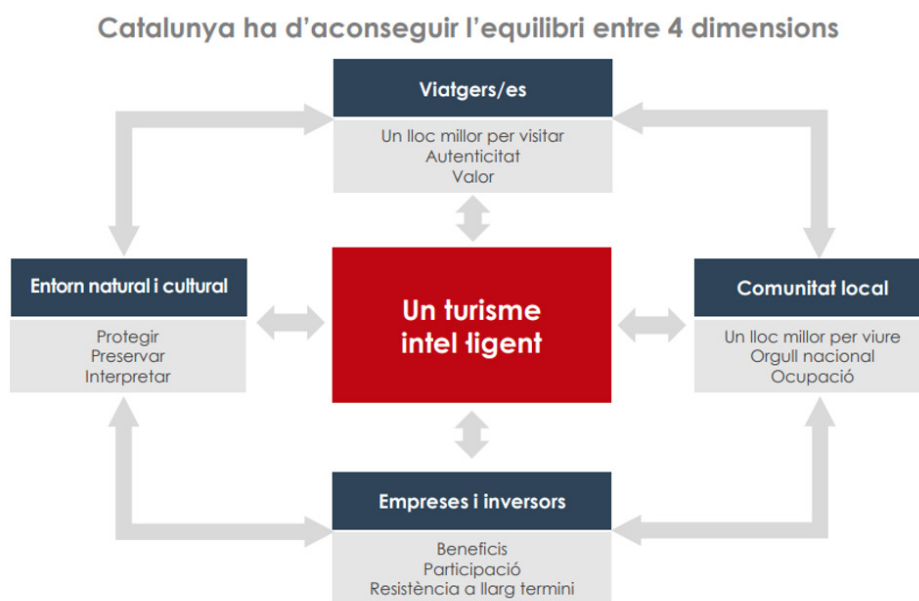 Catalunya ha d'aconseguir l'equilibri entre 4 dimensions
Viatgers/es
Un lloc millor per visitar
Autenticitat
Valor
Entorn natural i cultural
Protegir
Preservar
Interpretar
Un turisme
intel·ligent
Comunitat local
Un lloc millor per viure
Orgull nacional
Ocupació
Empreses i inversors
Beneficis
Participació
Resistència a llarg termini